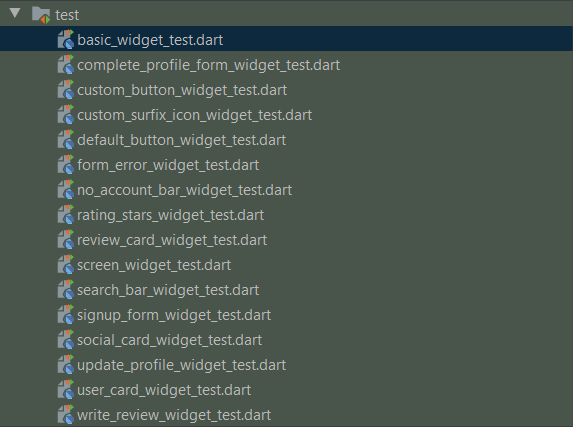 test
basic_widget_test.dart
complete_profile_form_widget_test.dart
custom_button_widget_test.dart
custom_surfix_icon_widget_test.dart
default_button_widget_test.dart
form_error_widget_test.dart
no_account_bar_widget_test.dart
rating_stars_widget_test.dart
review_card_widget_test.dart
screen_widget_test.dart
search_bar_widget_test.dart
signup_form_widget_test.dart
social_card_widget_test.dart
update_profile_widget_test.dart
user_card_widget_test.dart
write_review_widget_test.dart